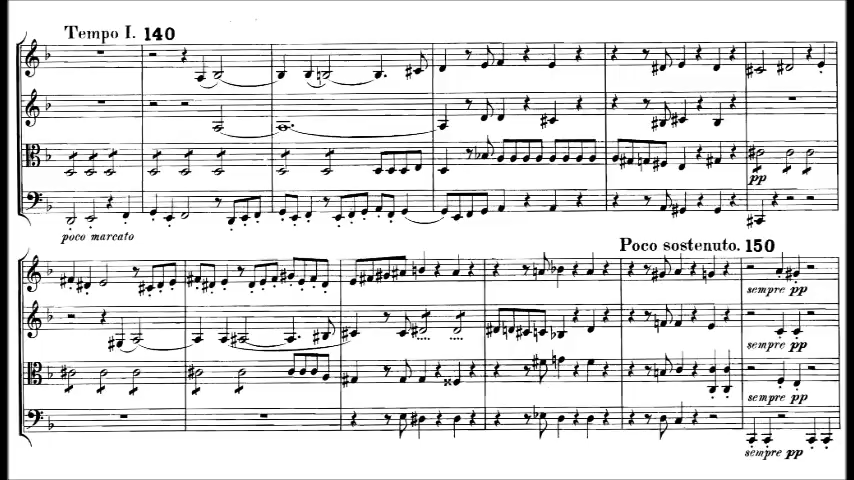 Tempo I. 140
poco marcato
pp
Poco sostenuto. 150
sempre pp
sempre pp
sempre pp
sempre pp